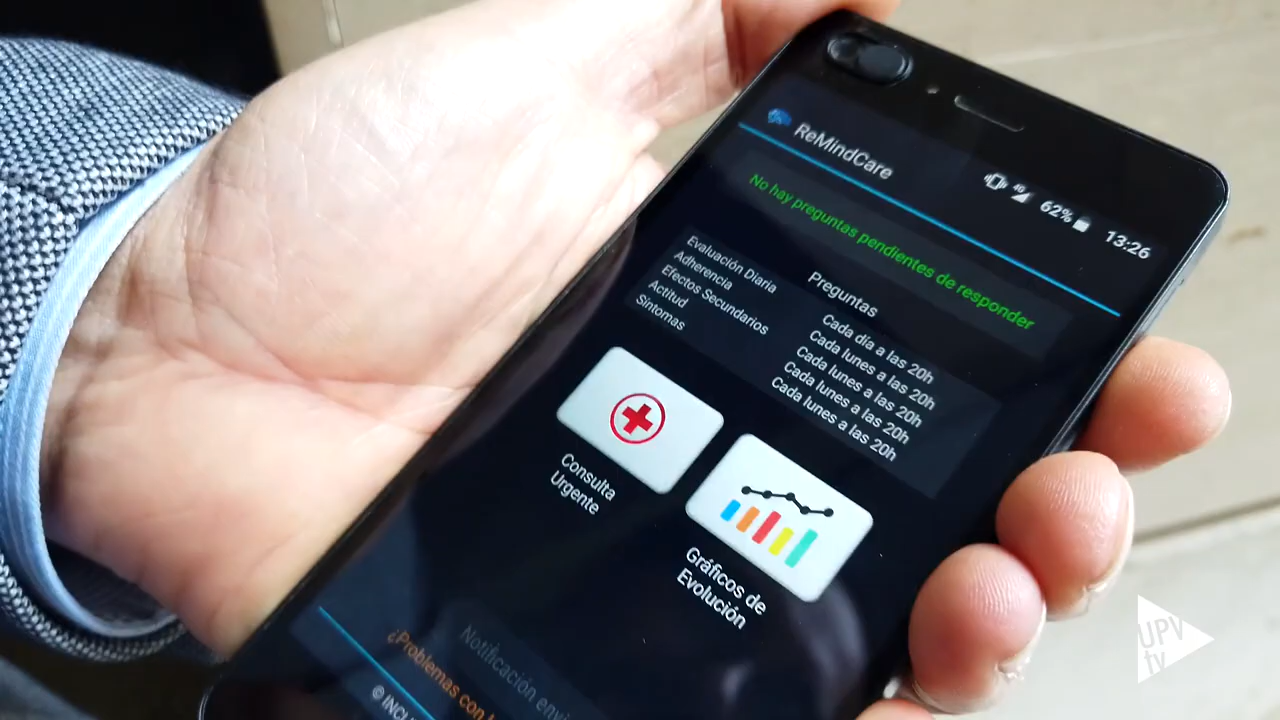 ReMindCare
62% 13:26
No hay preguntas pendientes de responder
Preguntas
Evaluación Diaria Cada día a las 20h
Adherencia Cada lunes a las 20h
Efectos Secundarios Cada lunes a las 20h
Actitud Cada lunes a las 20h
Síntomas Cada lunes a las 20h
Consulta
Urgente
Gráficos de
Evolución
Notificación
¿Problemas con
©
UPV
tv